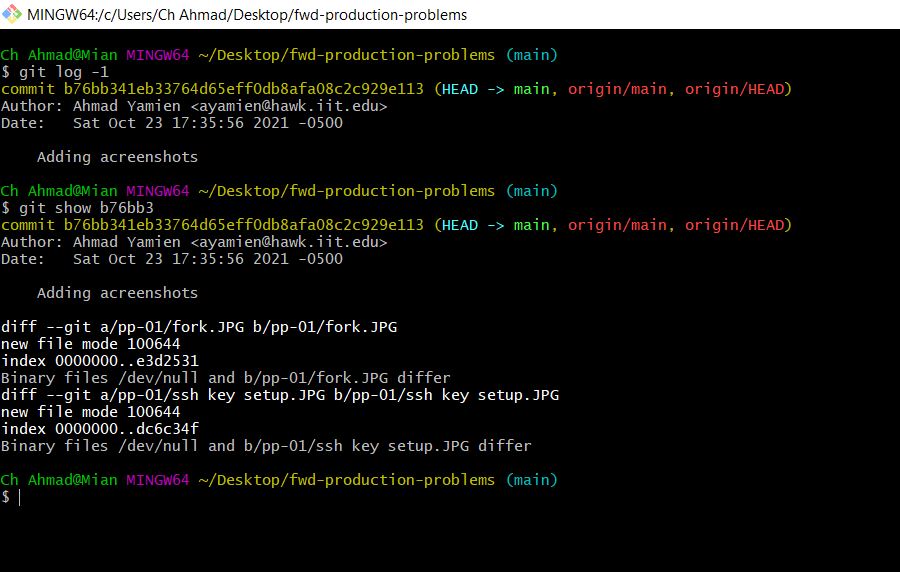 MINGW64:/c/Users/Ch Ahmad/Desktop/fwd-production-problems
Ch Ahmad@Mian MINGW64 ~/Desktop/fwd-production-problems (main)
$ git log -1
commit b76bb341eb33764d65eff0db8afa08c2c929e113 (HEAD -> main, origin/main, origin/HEAD)
Author: Ahmad Yamien <ayamien@hawk.iit.edu>
Date:   Sat Oct 23 17:35:56 2021 -0500
    Adding acreenshots
Ch Ahmad@Mian MINGW64 ~/Desktop/fwd-production-problems (main)
$ git show b76bb3
commit b76bb341eb33764d65eff0db8afa08c2c929e113 (HEAD -> main, origin/main, origin/HEAD)
Author: Ahmad Yamien <ayamien@hawk.iit.edu>
Date:   Sat Oct 23 17:35:56 2021 -0500
    Adding acreenshots
diff --git a/pp-01/fork.JPG b/pp-01/fork.JPG
new file mode 100644
index 0000000..e3d2531
Binary files /dev/null and b/pp-01/fork.JPG differ
diff --git a/pp-01/ssh key setup.JPG b/pp-01/ssh key setup.JPG
new file mode 100644
index 0000000..dc6c34f
Binary files /dev/null and b/pp-01/ssh key setup.JPG differ
Ch Ahmad@Mian MINGW64 ~/Desktop/fwd-production-problems (main)
$